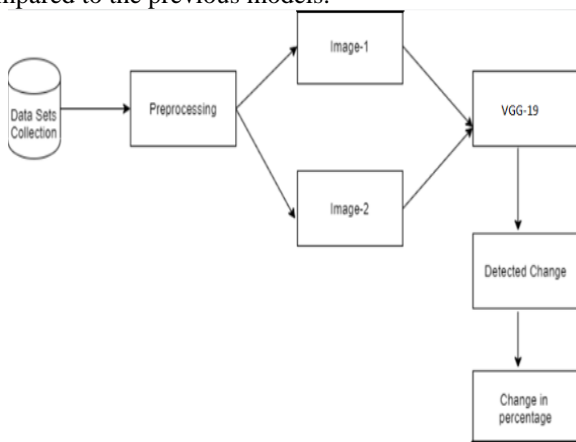 mpared to the previous models.
Image-1
Data Sets
Collection
Preprocessing
VGG-19
Image-2
Detected Change
Change in
percentage